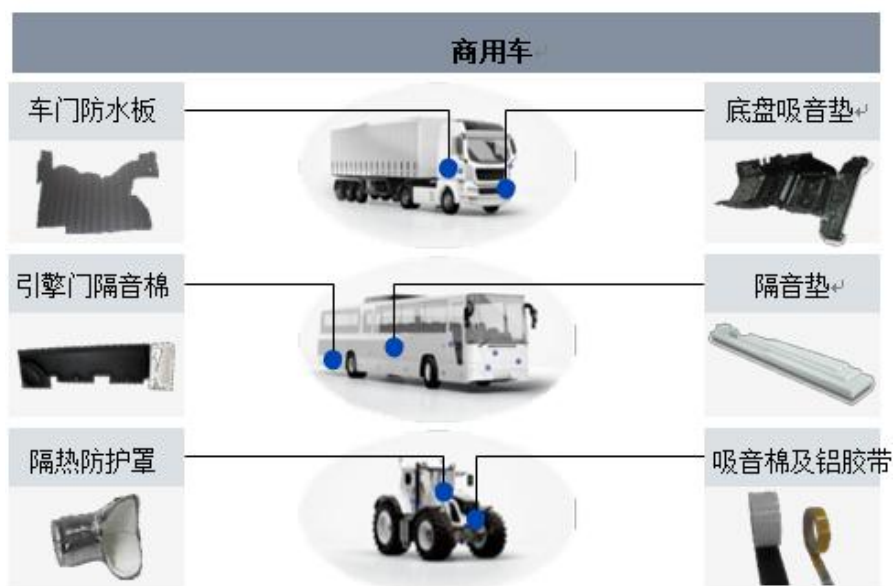 商用车
车门防水板
底盘吸音垫
引擎门隔音棉
隔音垫
隔热防护罩
吸音棉及铝胶带